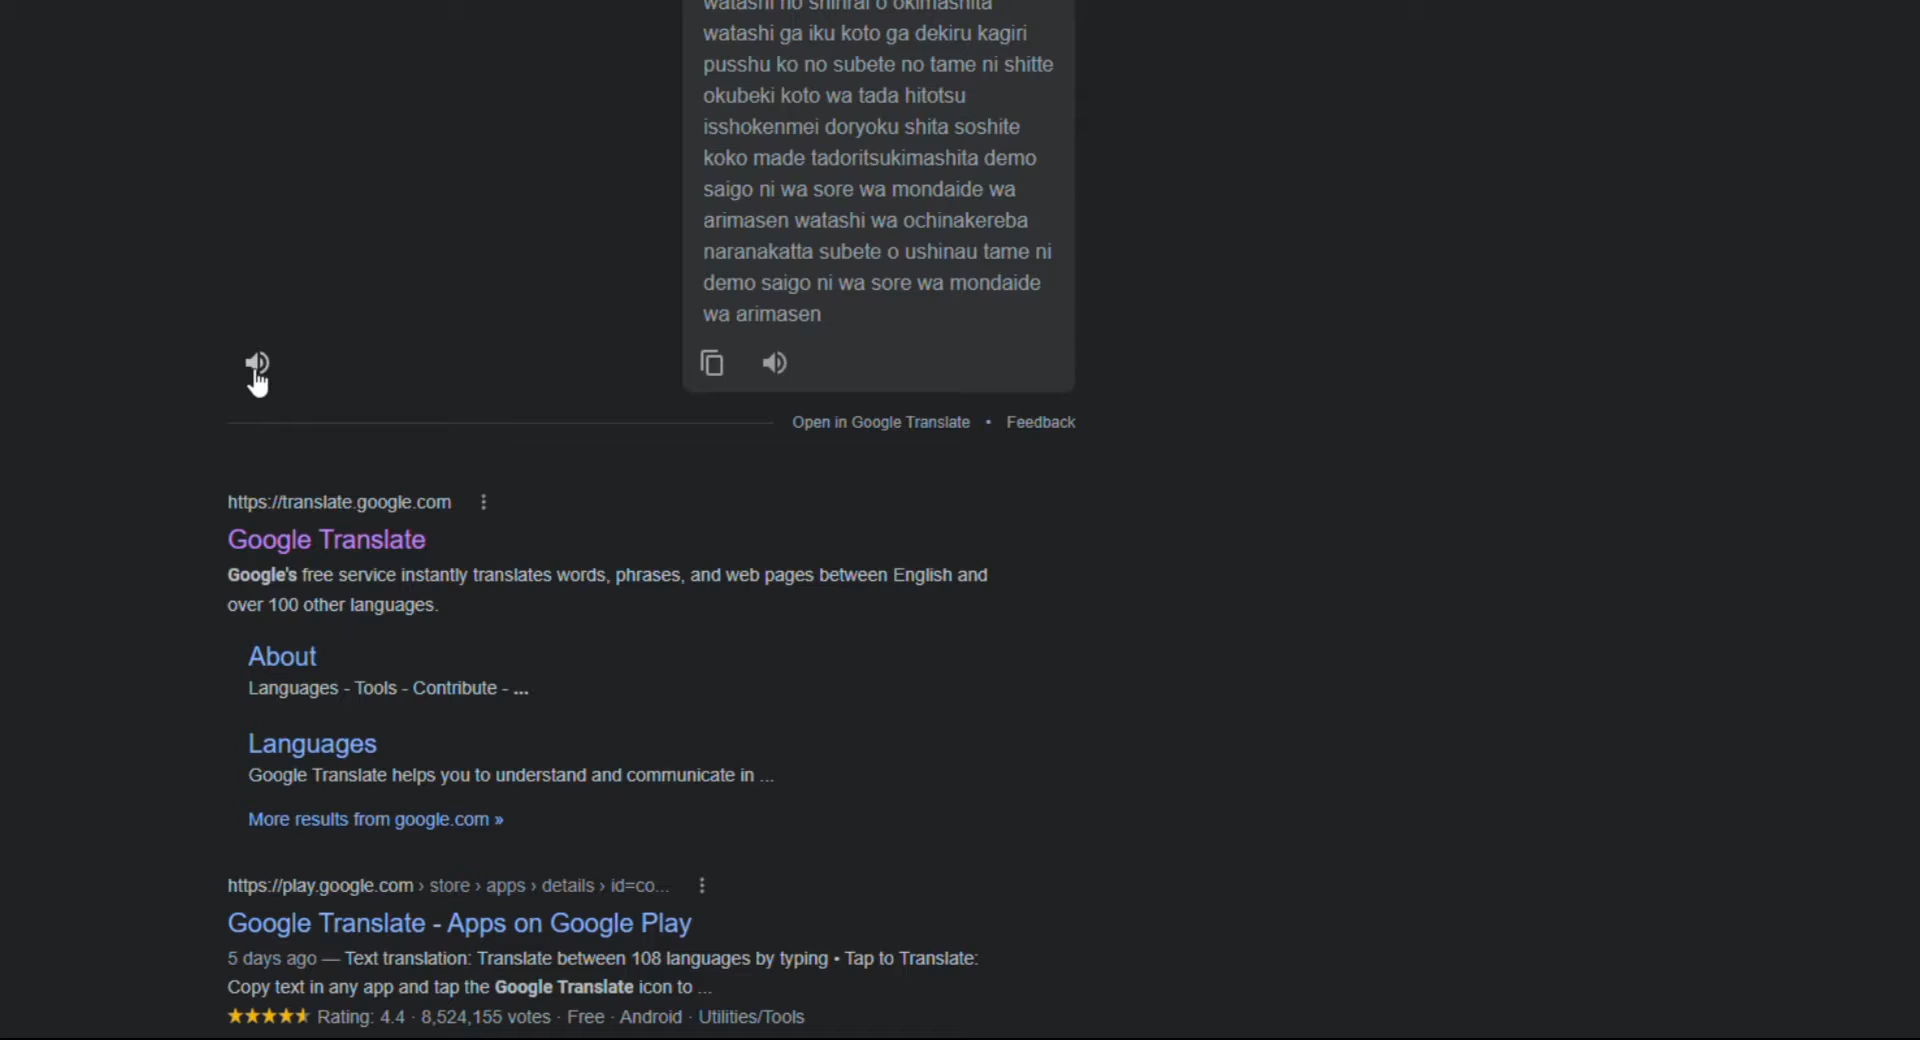 watashi no shinrai o okimashita
watashi ga iku koto ga dekiru kagiri
pusshu ko no subete no tame ni shitte
okubeki koto wa tada hitotsu
isshokenmei doryoku shita soshite
koko made tadoritsukimashita demo
saigo ni wa sore wa mondaide wa
arimasen watashi wa ochinakereba
naranakatta subete o ushinau tame ni
demo saigo ni wa sore wa mondaide
wa arimasen
Open in Google Translate • Feedback
https://translate.google.com
Google Translate
Google's free service instantly translates words, phrases, and web pages between English and
over 100 other languages.
About
Languages - Tools - Contribute - ...
Languages
Google Translate helps you to understand and communicate in ...
More results from google.com »
https://play.google.com › store › apps › details › id=co...
Google Translate - Apps on Google Play
5 days ago — Text translation: Translate between 108 languages by typing • Tap to Translate:
Copy text in any app and tap the Google Translate icon to ...
Rating: 4.4 · 8,524,155 votes · Free · Android · Utilities/Tools